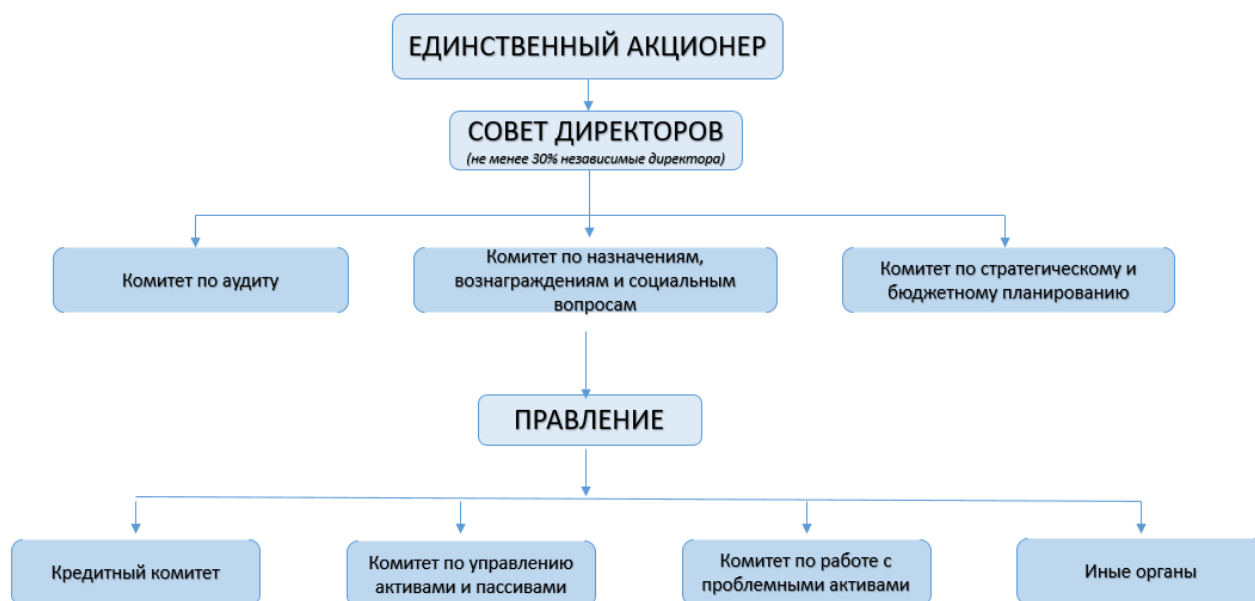 ЕДИНСТВЕННЫЙ АКЦИОНЕР
СОВЕТ ДИРЕКТОРОВ
(не менее 30% независимые директора)
Комитет по аудиту
Комитет по назначениям,
вознаграждениям и социальным
вопросам
Комитет по стратегическому и
бюджетному планированию
ПРАВЛЕНИЕ
Кредитный комитет
Комитет по управлению
активами и пассивами
Комитет по работе с
проблемными активами
Иные органы